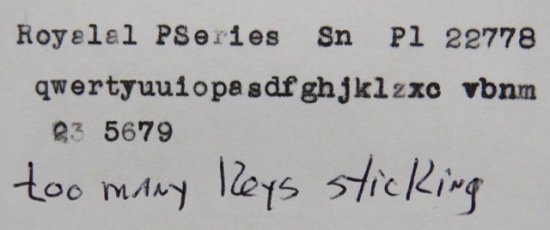 Royalal PSeries Sn Pl 22778
qwertyuuiopasdfghjklzxc vbnm
23 5679
too many keys sticking